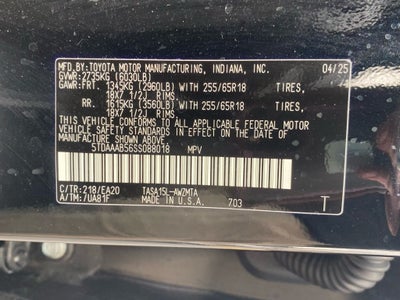 MFD.BY:TOYOTA MOTOR MANUFACTURING, INDIANA, INC. 04/25
GVWR:2735KG(6030LB)
GAWR:FRT. 1345KG(2960LB)WITH 255/65R18 TIRES,
18X7 1/2J RIMS
RR. 1615KG(3560LB)WITH 255/65R18 TIRES,
18X7 1/2J RIMS
THIS VEHICLE CONFORMS TO ALL APPLICABLE FEDERAL MOTOR
VEHICLE SAFETY STANDARDS IN EFFECT ON THE DATE OF
MANUFACTURE SHOWN ABOVE.
5TDAAAB56SS088018 MPV
C/TR:218/EA20 TASA15L-AWZMTA
A/TM:/UA81F MADE IN U.S.A. 703 T